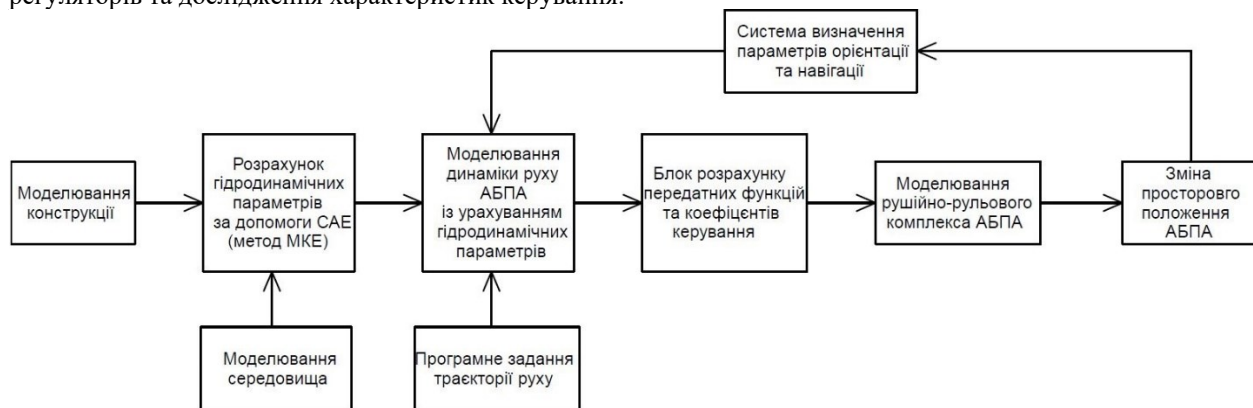 регуляторів та дослідження характеристик керування.
Система визначення
параметрів орієнтації
та навігації
Моделювання
конструкції
Розрахунок
гідродинамічних
параметрів
за допомоги САЕ
(метод МКЕ)
Моделювання
динаміки руху
АБПА
із урахуванням
гідродинамічних
параметрів
Блок розрахунку
передатних функцій
та коефіцєнтів
керування
Моделювання
рушійно-рульового
комплекса АБПА
Зміна
просторовго
положення
АБПА
Моделювання
середовища
Програмне задання
траєкторії руху